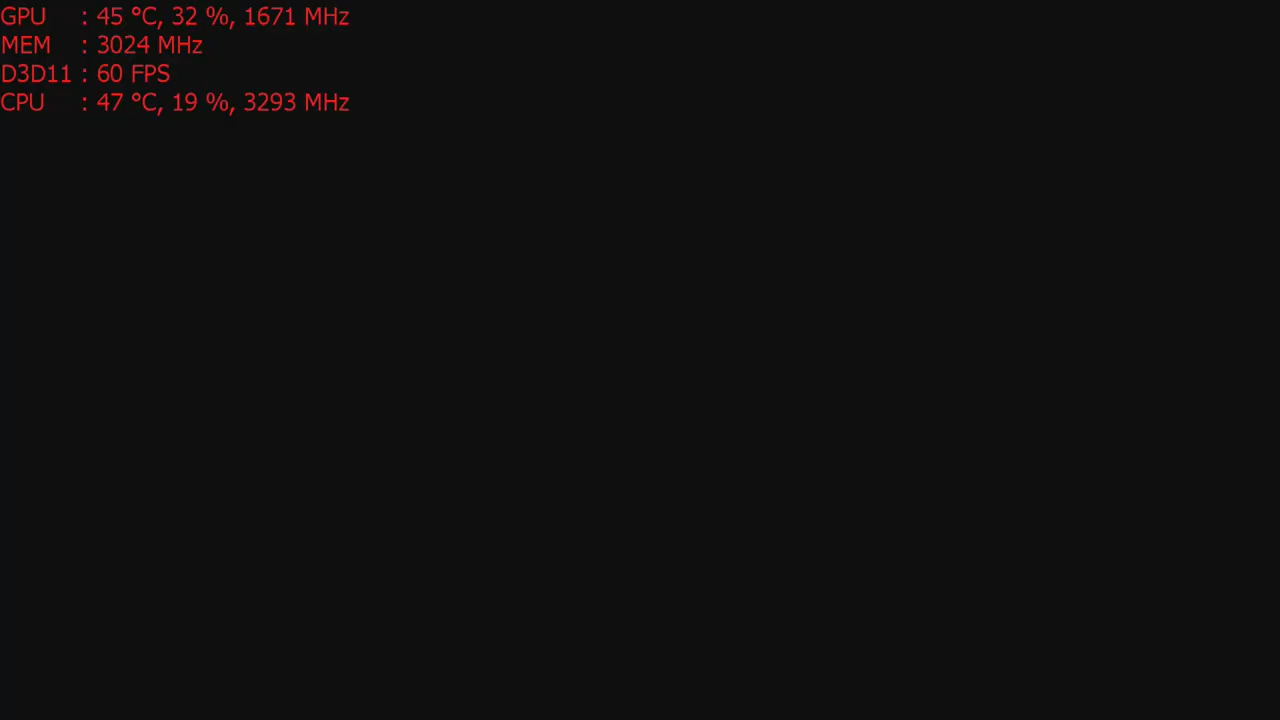 GPU : 45 °C, 32 %, 1671 MHz
MEM : 3024 MHz
D3D11 : 60 FPS
CPU : 47 °C, 19 %, 3293 MHz